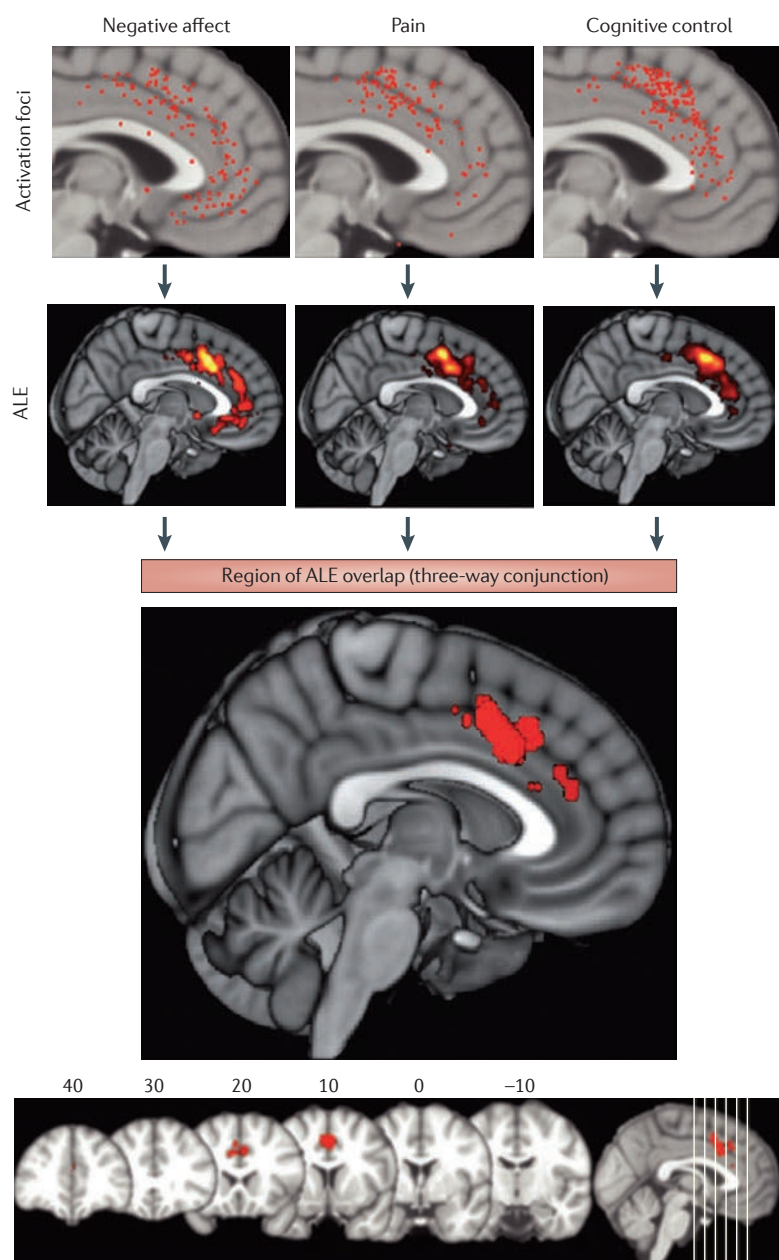 Negative affect
Pain
Cognitive control
Activation foci
ALE
Region of ALE overlap (three-way conjunction)
40
30
20
10
0
–10